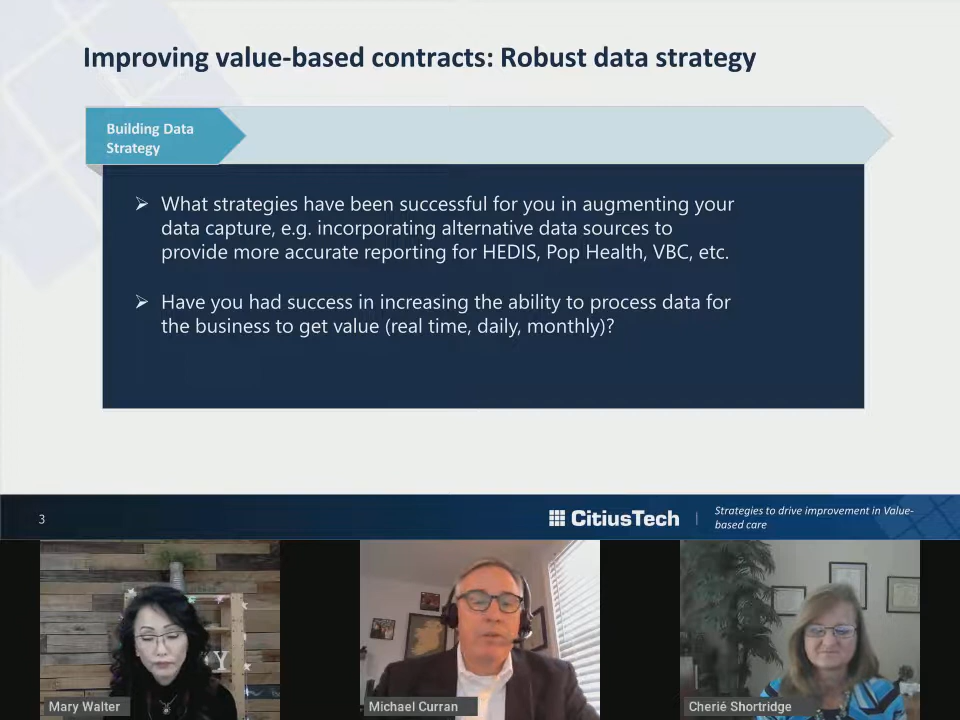 Improving value-based contracts: Robust data strategy
Building Data
Strategy
➢ What strategies have been successful for you in augmenting your
data capture, e.g. incorporating alternative data sources to
provide more accurate reporting for HEDIS, Pop Health, VBC, etc.
➢ Have you had success in increasing the ability to process data for
the business to get value (real time, daily, monthly)?
3
CitiusTech
Strategies to drive improvement in Value-
based care
Mary Walter
Michael Curran
Cherié Shortridge